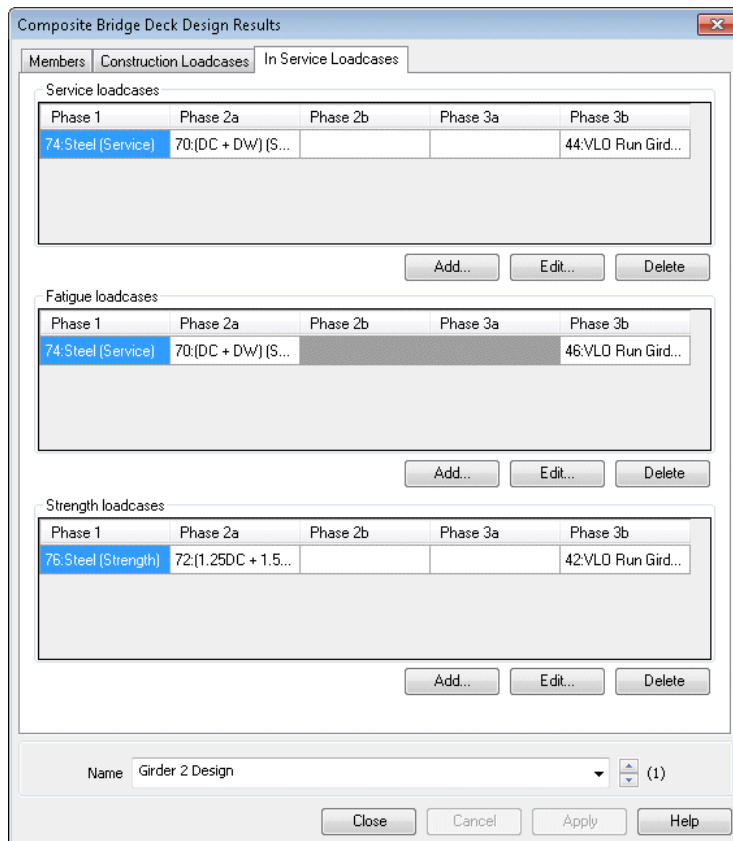 Composite Bridge Deck Design Results
Members Construction Loadcases In Service Loadcases
Service loadcases
Phase 1 Phase 2a Phase 2b Phase 3a Phase 3b
74:Steel (Service) 70:(DC + DW) (S... 44:VLO Run Gird...
Add... Edit... Delete
Fatigue loadcases
Phase 1 Phase 2a Phase 2b Phase 3a Phase 3b
74:Steel (Service) 70:(DC + DW) (S... 46:VLO Run Gird...
Add... Edit... Delete
Strength loadcases
Phase 1 Phase 2a Phase 2b Phase 3a Phase 3b
76:Steel (Strength) 72:(1.25DC + 1.5... 42:VLO Run Gird...
Add... Edit... Delete
Name Girder 2 Design (1)
Close Cancel Apply Help